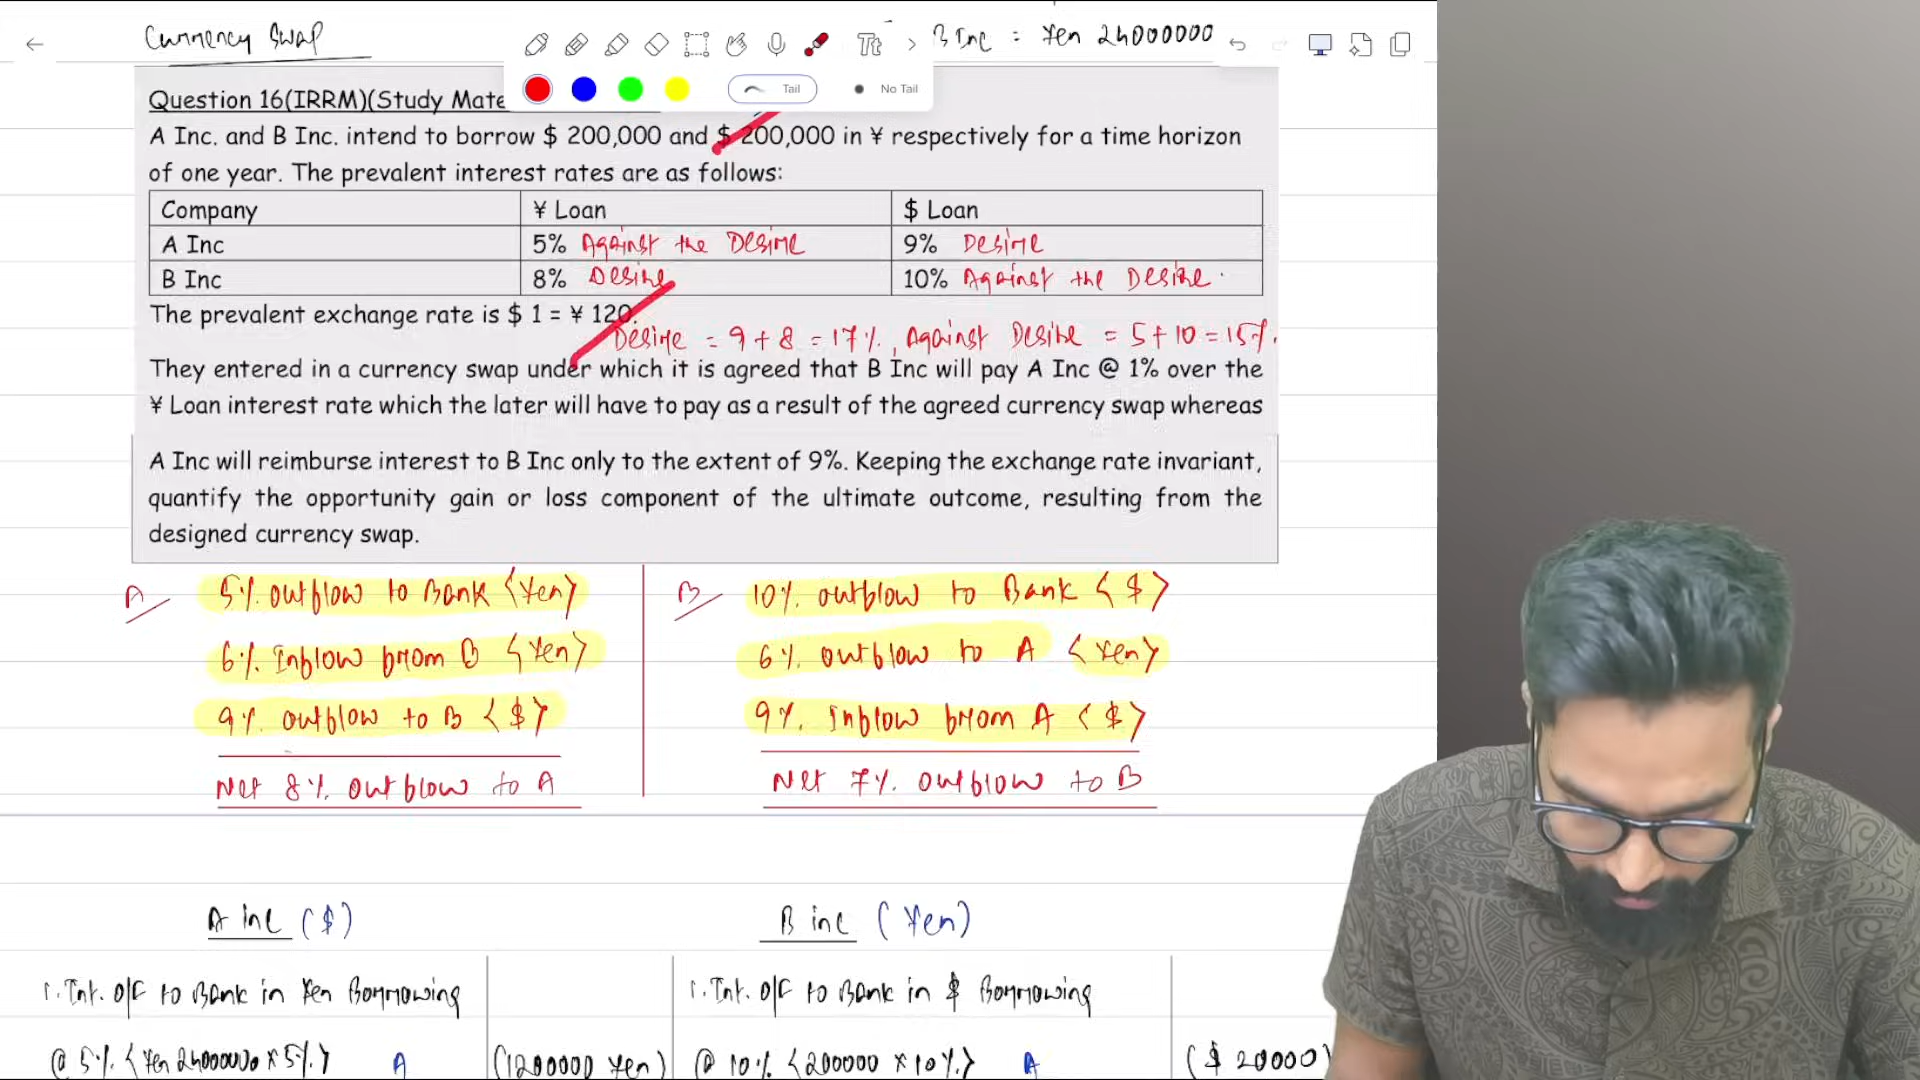 Currency Swap
B Inc = Yen 24000000
Tt
Tail
No Tail
Question 16(IRRM)(Study Mate
A Inc. and B Inc. intend to borrow $ 200,000 and $ 200,000 in ¥ respectively for a time horizon
of one year. The prevalent interest rates are as follows:
Company ¥ Loan $ Loan
A Inc 5% Against the Desire 9% Desire
B Inc 8% Desire 10% Against the Desire
The prevalent exchange rate is $ 1 = ¥ 120.
Desire = 9 + 8 = 17%, Against Desire = 5 + 10 = 15%.
They entered in a currency swap under which it is agreed that B Inc will pay A Inc @ 1% over the
¥ Loan interest rate which the later will have to pay as a result of the agreed currency swap whereas
A Inc will reimburse interest to B Inc only to the extent of 9%. Keeping the exchange rate invariant,
quantify the opportunity gain or loss component of the ultimate outcome, resulting from the
designed currency swap.
A 5% outflow to Bank <Yen> B 10% outflow to Bank <$>
6% Inflow from B <Yen> 6% outflow to A <Yen>
9% outflow to B <$> 9% Inflow from A <$>
Net 8% outflow to A Net 7% outflow to B
A inc ($) B inc (Yen)
1. Int. O/F to Bank in Yen Borrowing 1. Int. O/F to Bank in $ Borrowing
@ 5% <Yen 24000000 x 5%> A (1200000 Yen) @ 10% <200000 x 10%> A ($ 20000)